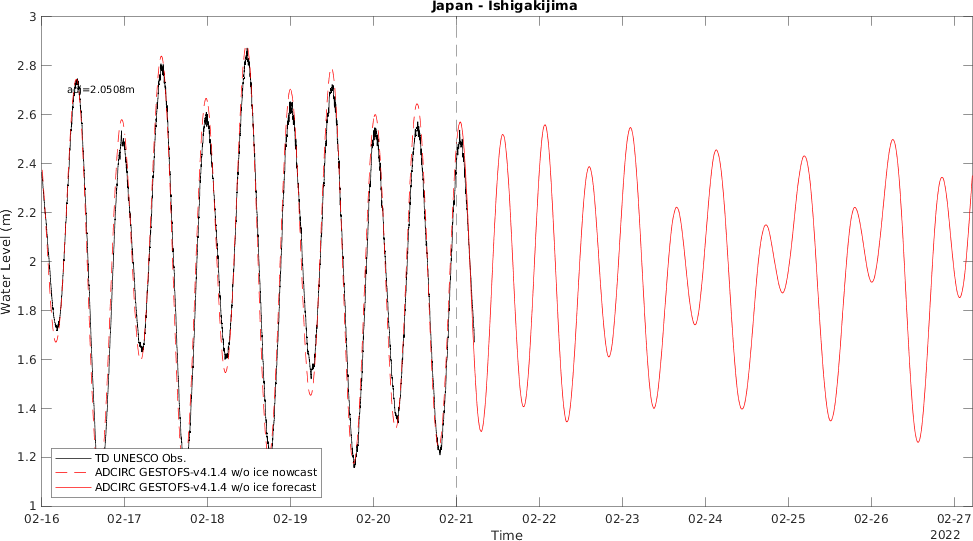 Japan - Ishigakijima
3
2.8
2.6
2.4
2.2
2
1.8
1.6
1.4
1.2
1
Water Level (m)
=2.0508m
TD UNESCO Obs.
ADCIRC GESTOFS-v4.1.4 w/o ice nowcast
ADCIRC GESTOFS-v4.1.4 w/o ice forecast
02-16 02-17 02-18 02-19 02-20 02-21 02-22 02-23 02-24 02-25 02-26 02-27
Time 2022